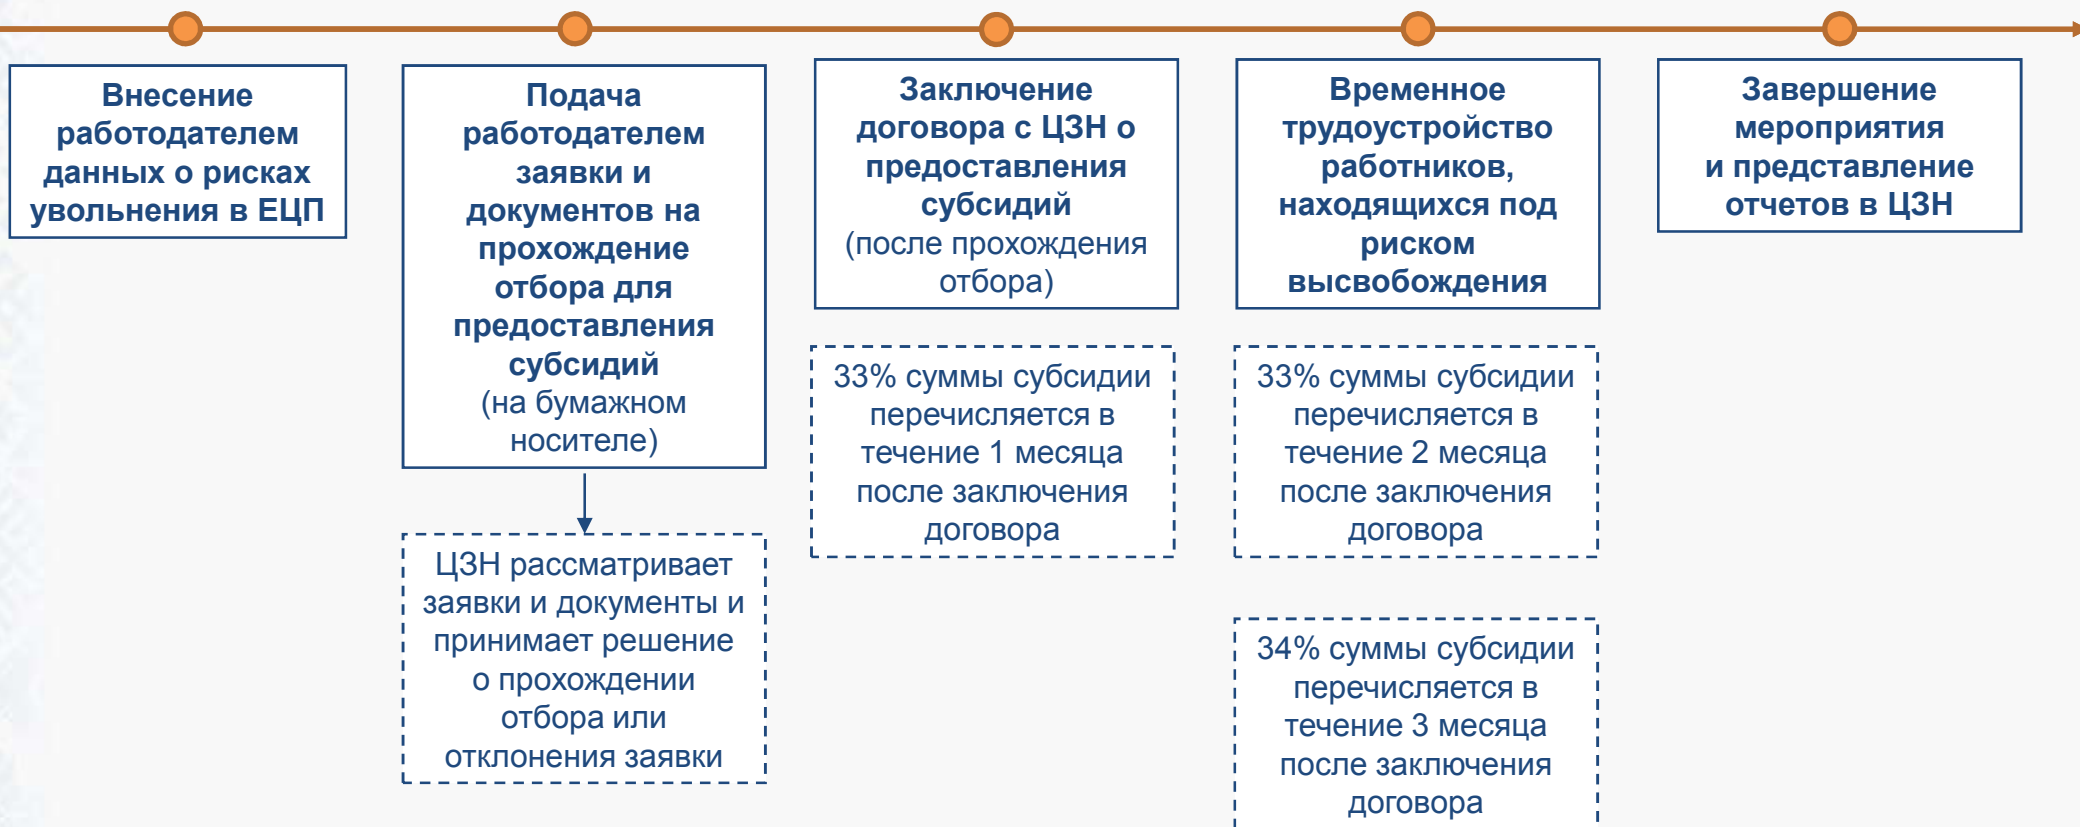 Внесение
работодателем
данных о рисках
увольнения в ЕЦП
Подача
работодателем
заявки и
документов на
прохождение
отбора для
предоставления
субсидий
(на бумажном
носителе)
ЦЗН рассматривает
заявки и документы и
принимает решение
о прохождении
отбора или
отклонения заявки
Заключение
договора с ЦЗН о
предоставления
субсидий
(после прохождения
отбора)
33% суммы субсидии
перечисляется в
течение 1 месяца
после заключения
договора
Временное
трудоустройство
работников,
находящихся под
риском
высвобождения
33% суммы субсидии
перечисляется в
течение 2 месяца
после заключения
договора
34% суммы субсидии
перечисляется в
течение 3 месяца
после заключения
договора
Завершение
мероприятия
и представление
отчетов в ЦЗН